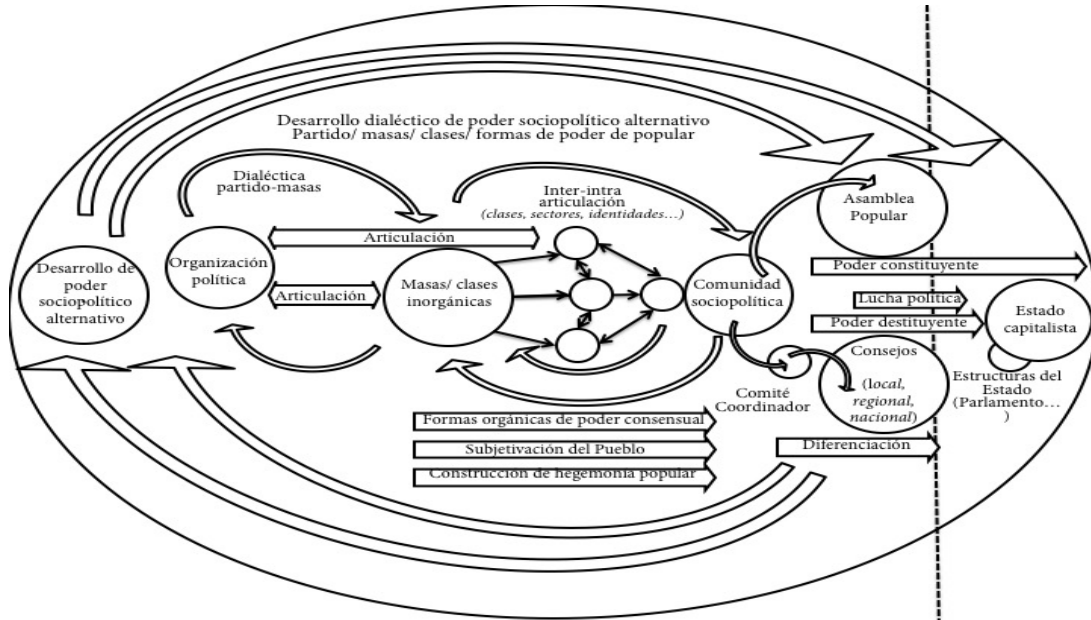 Desarrollo dialéctico de poder sociopolítico alternativo
Partido/ masas/ clases/ formas de poder de popular
Dialéctica
partido-masas
Inter-intra
articulación
(clases, sectores, identidades…)
Asamblea
Popular
Articulación
Desarrollo de
poder
sociopolítico
alternativo
Organización
política
Articulación
Masas/ clases
inorgánicas
Comunidad
sociopolítica
Poder constituyente
Lucha política
Poder destituyente
Estado
capitalista
Consejos
(local,
regional,
nacional)
Estructuras del
Estado
(Parlamento…
)
Comité
Coordinador
Formas orgánicas de poder consensual
Subjetivación del Pueblo
Construcción de hegemonía popular
Diferenciación